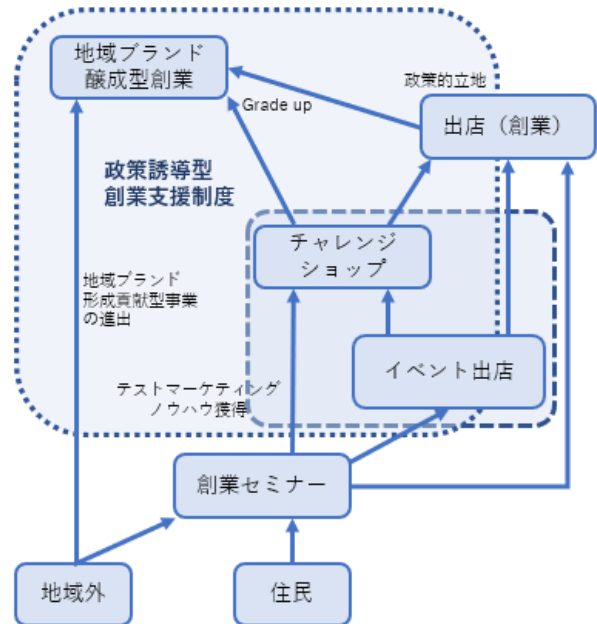 地域ブランド
醸成型創業
政策的立地
Grade up
出店（創業）
政策誘導型
創業支援制度
チャレンジ
ショップ
地域ブランド
形成貢献型事業
の進出
イベント出店
テストマーケティング
ノウハウ獲得
創業セミナー
地域外
住民